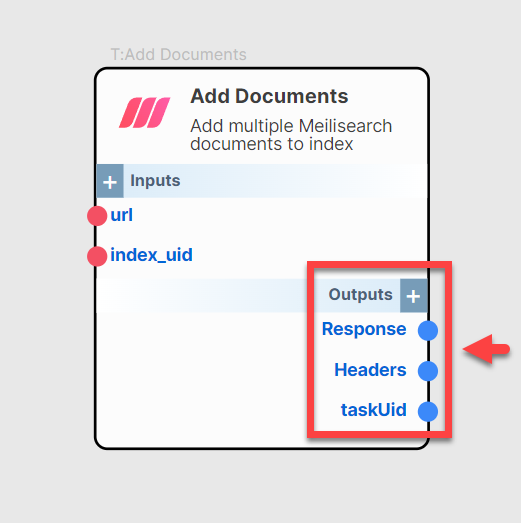 T:Add Documents
Add Documents
Add multiple Meilisearch
documents to index
+ Inputs
url
index_uid
Outputs +
Response
Headers
taskUid